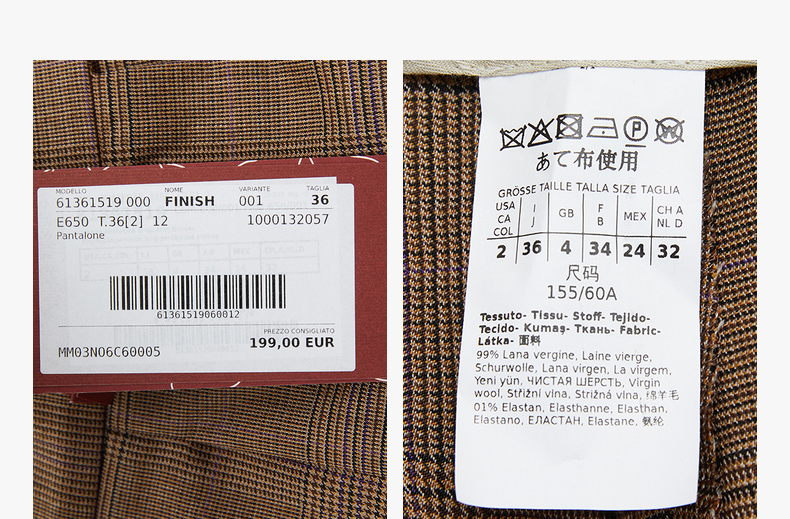 MODELLO NOME VARIANTE TAGLIA
61361519 000 FINISH 001 36
E650 T.36[2] 12 1000132057
Pantalone
61361519060012
PREZZO CONSIGLIATO
199,00 EUR
MM03N06C60005
P W
あて布使用
GRÖSSE TAILLE TALLA SIZE TAGLIA
USA CA COL I J GB F B MEX CH A NL D
2 36 4 34 24 32
尺码
155/60A
Tessuto- Tissu- Stoff- Tejido-
Tecido- Kumaş- Ткань- Fabric-
Látka- 面料
99% Lana vergine, Laine vierge,
Schurwolle, Lana virgen, La virgem,
Yeni yün, ЧИСТАЯ ШЕРСТЬ, Virgin
wool, Střižní vlna, Strižná vlna, 绵羊毛
01% Elastan, Elasthanne, Elasthan,
Elastano, ЕЛАСТАН, Elastane, 氨纶